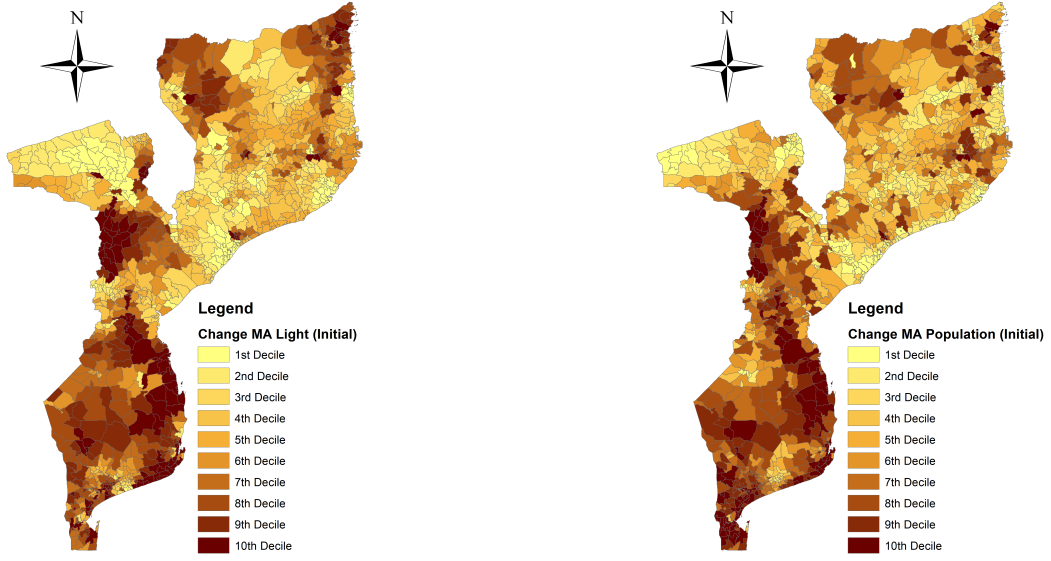 N
Legend
Change MA Light (Initial)
1st Decile
2nd Decile
3rd Decile
4th Decile
5th Decile
6th Decile
7th Decile
8th Decile
9th Decile
10th Decile
N
Legend
Change MA Population (Initial)
1st Decile
2nd Decile
3rd Decile
4th Decile
5th Decile
6th Decile
7th Decile
8th Decile
9th Decile
10th Decile